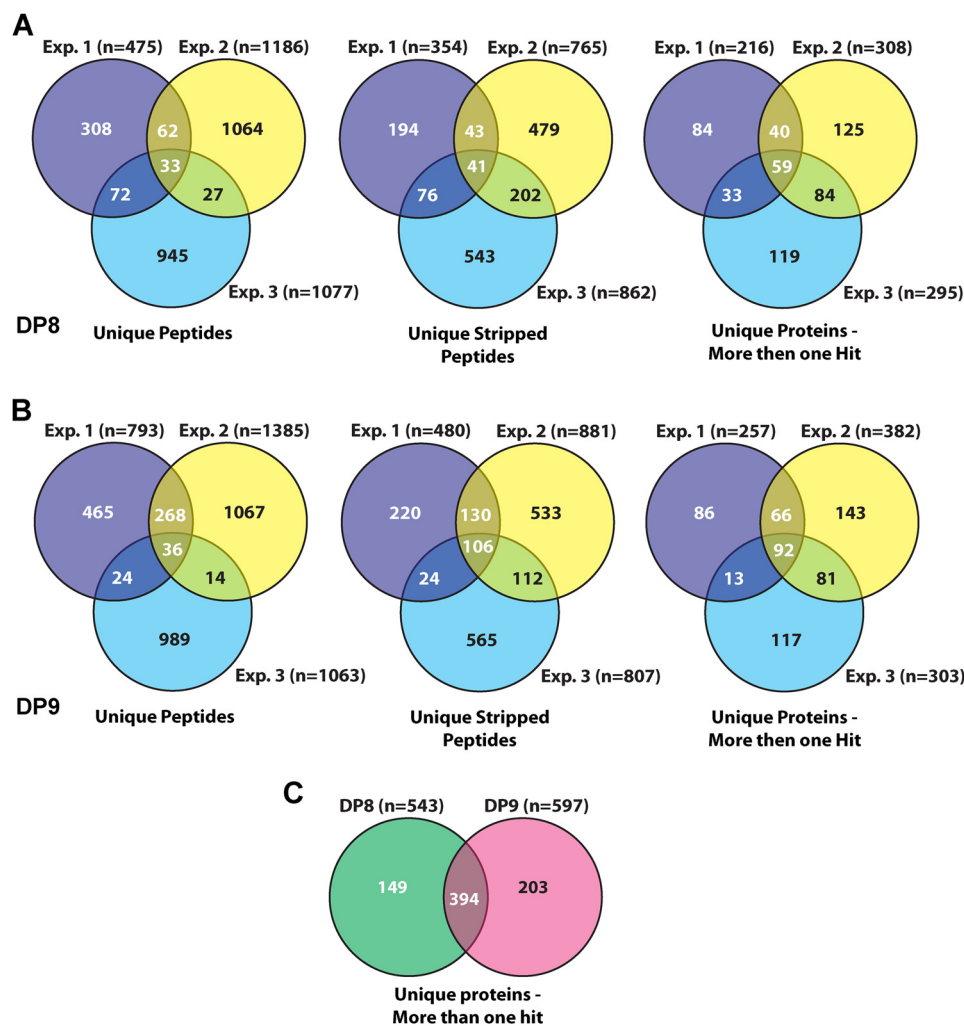 A
Exp. 1 (n=475) Exp. 2 (n=1186)
308 62 1064
33
72 27
945
Exp. 3 (n=1077)
Unique Peptides
Exp. 1 (n=354) Exp. 2 (n=765)
194 43 479
41
76 202
543
Exp. 3 (n=862)
Unique Stripped
Peptides
Exp. 1 (n=216) Exp. 2 (n=308)
84 40 125
59
33 84
119
Exp. 3 (n=295)
Unique Proteins -
More then one Hit
DP8
B
Exp. 1 (n=793) Exp. 2 (n=1385)
465 268 1067
36
24 14
989
Exp. 3 (n=1063)
Unique Peptides
Exp. 1 (n=480) Exp. 2 (n=881)
220 130 533
106
24 112
565
Exp. 3 (n=807)
Unique Stripped
Peptides
Exp. 1 (n=257) Exp. 2 (n=382)
86 66 143
92
13 81
117
Exp. 3 (n=303)
Unique Proteins -
More then one Hit
DP9
C
DP8 (n=543) DP9 (n=597)
149 394 203
Unique proteins -
More than one hit